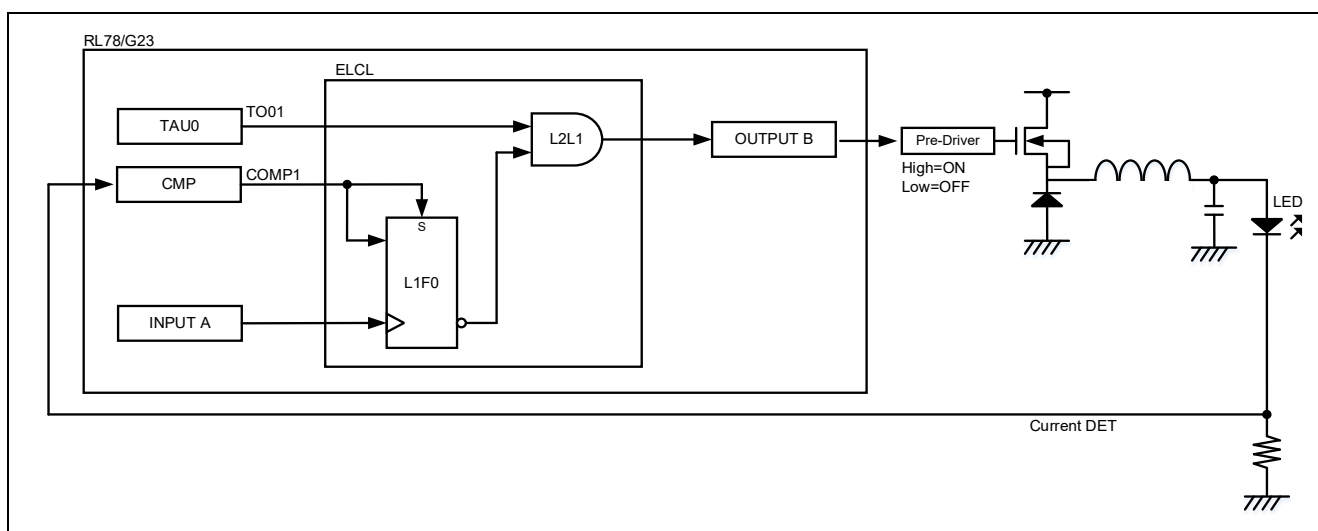 RL78/G23
ELCL
TAU0
TO01
L2L1
OUTPUT B
Pre-Driver
High=ON
Low=OFF
CMP
COMP1
S
L1F0
INPUT A
LED
Current DET